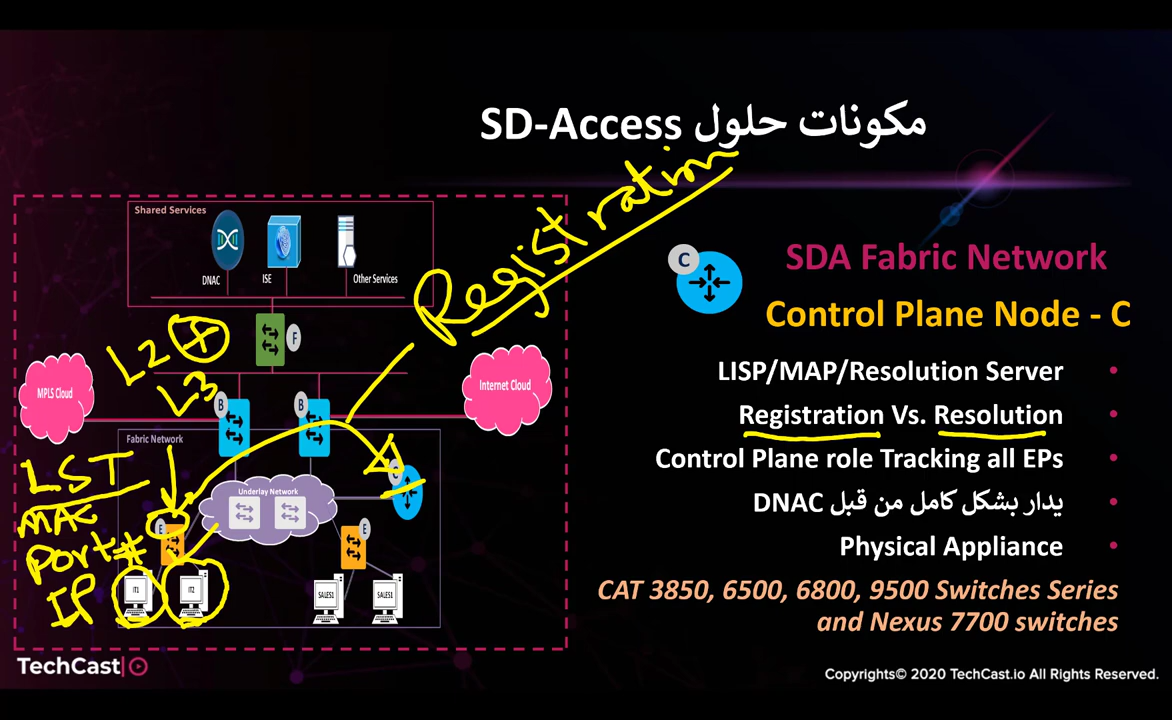 مكونات حلول SD-Access
Registration
Shared Services
DNAC
ISE
Other Services
F
L2 +
L3
MPLS Cloud
Internet Cloud
B
B
Fabric Network
LST
MAC
Port#
IP
Underlay Network
C
E
E
IT1
IT2
SALES1
SALES1
C
SDA Fabric Network
Control Plane Node - C
LISP/MAP/Resolution Server
Registration Vs. Resolution
Control Plane role Tracking all EPs
يدار بشكل كامل من قبل DNAC
Physical Appliance
CAT 3850, 6500, 6800, 9500 Switches Series
and Nexus 7700 switches
TechCast
Copyrights© 2020 TechCast.io All Rights Reserved.